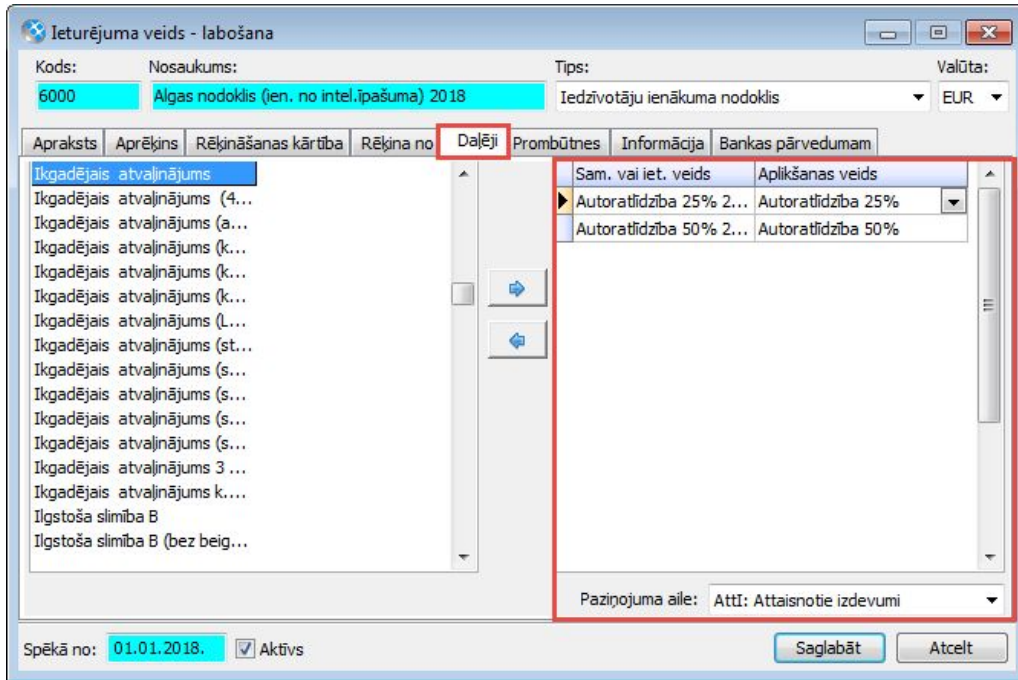 Ieturējuma veids - labošana
Kods: Nosaukums: Tips: Valūta:
6000 Algas nodoklis (ien. no intel.īpašuma) 2018 Iedzīvotāju ienākuma nodoklis EUR
Apraksts Aprēķins Rēķināšanas kārtība Rēķina no Daļēji Prombūtnes Informācija Bankas pārvedumam
Ikgadējais atvaļinājums
Ikgadējais atvaļinājums (4...
Ikgadējais atvaļinājums (a...
Ikgadējais atvaļinājums (k...
Ikgadējais atvaļinājums (k...
Ikgadējais atvaļinājums (k...
Ikgadējais atvaļinājums (L...
Ikgadējais atvaļinājums (st...
Ikgadējais atvaļinājums (s...
Ikgadējais atvaļinājums (s...
Ikgadējais atvaļinājums (s...
Ikgadējais atvaļinājums (s...
Ikgadējais atvaļinājums 3 ...
Ikgadējais atvaļinājums k....
Ilgstoša slimība B
Ilgstoša slimība B (bez beig...
Sam. vai iet. veids Aplikšanas veids
Autoratlīdzība 25% 2... Autoratlīdzība 25%
Autoratlīdzība 50% 2... Autoratlīdzība 50%
Paziņojuma aile: AttI: Attaisnotie izdevumi
Spēkā no: 01.01.2018. Aktīvs Saglabāt Atcelt